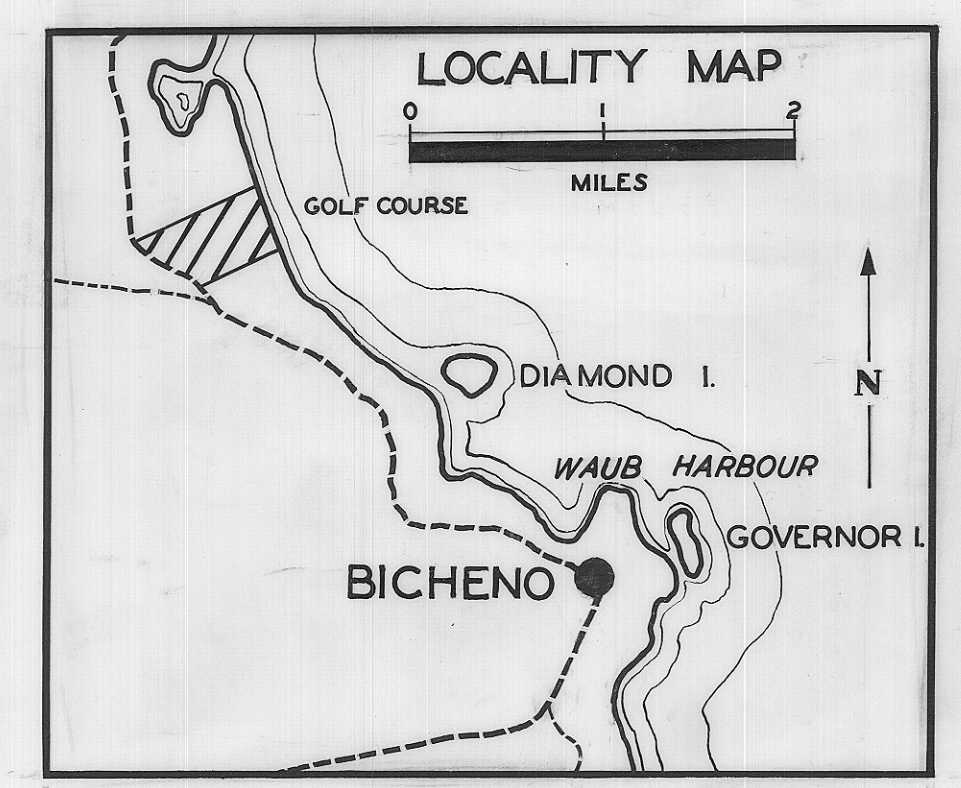 LOCALITY MAP
0 1 2
MILES
GOLF COURSE
DIAMOND I.
N
WAUB HARBOUR
GOVERNOR I.
BICHENO